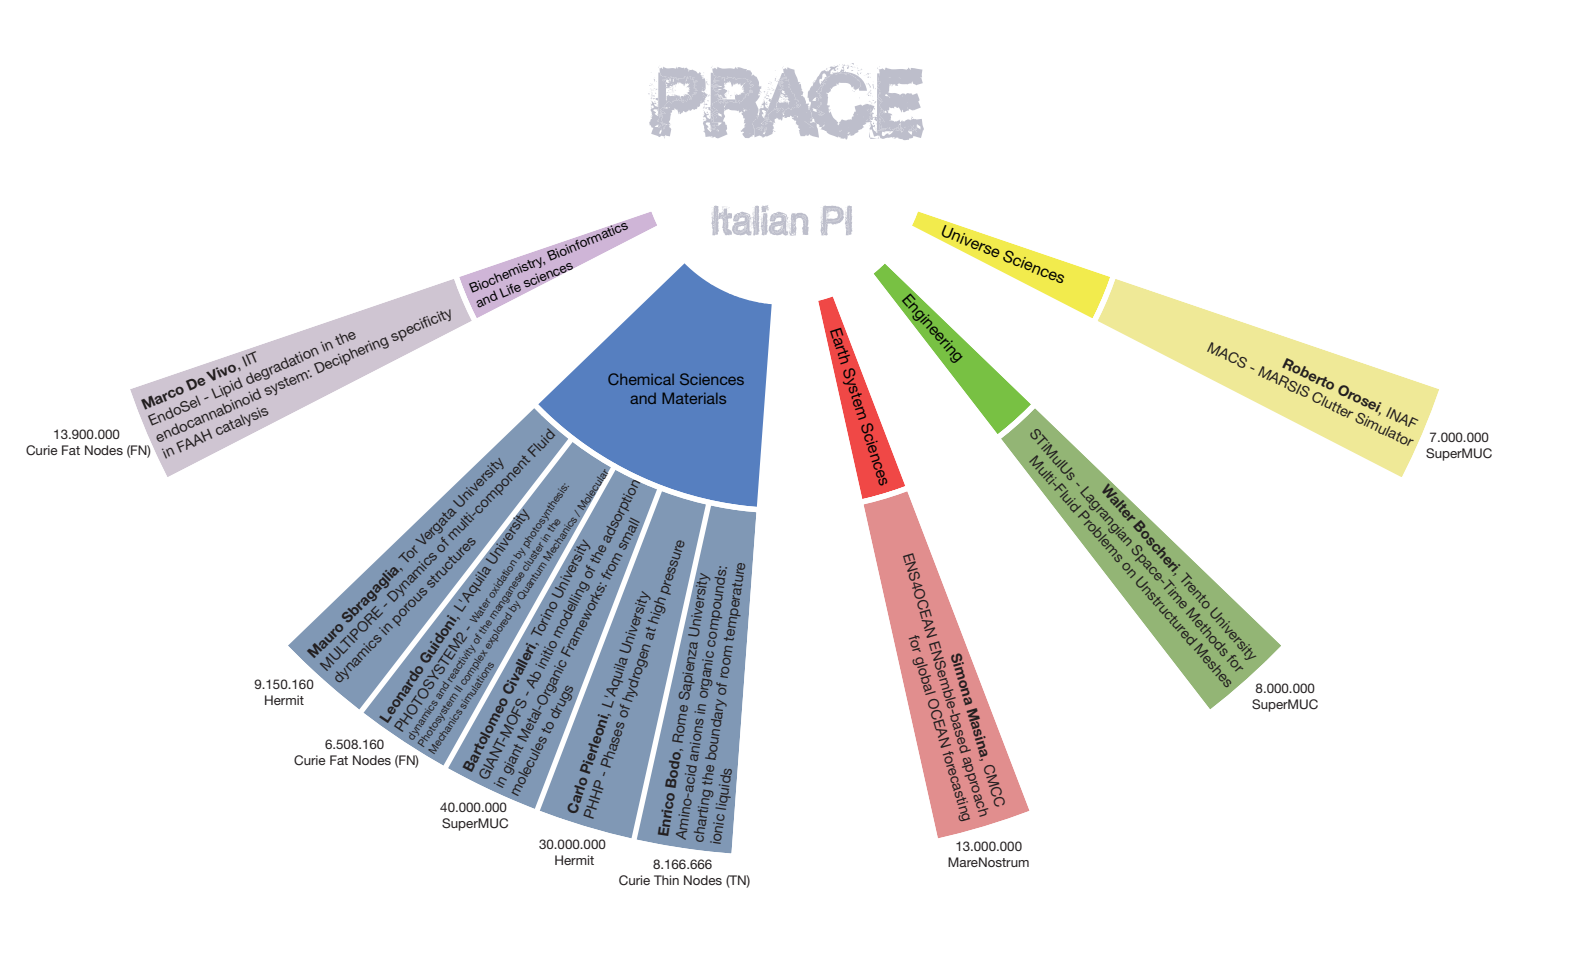 PRACE
Italian PI
Biochemistry, Bioinformatics
and Life sciences
Marco De Vivo, IIT
EndoSel - Lipid degradation in the
endocannabinoid system: Deciphering specificity
in FAAH catalysis
13.900.000
Curie Fat Nodes (FN)
Chemical Sciences
and Materials
Mauro Sbragaglia, Tor Vergata University
MULTIPORE - Dynamics of multi-component Fluid
dynamics in porous structures
9.150.160
Hermit
Leonardo Guidoni, L'Aquila University
PHOTOSYSTEM2 - Water oxidation by photosynthesis:
dynamics and reactivity of the manganese cluster in the
Photosystem II complex explored by Quantum Mechanics / Molecular
Mechanics simulations
6.508.160
Curie Fat Nodes (FN)
Bartolomeo Civalleri, Torino University
GIANT-MOFS - Ab initio modelling of the adsorption
in giant Metal-Organic Frameworks: from small
molecules to drugs
40.000.000
SuperMUC
Carlo Pierleoni, L'Aquila University
PHHP - Phases of hydrogen at high pressure
30.000.000
Hermit
Enrico Bodo, Rome Sapienza University
Amino-acid anions in organic compounds:
charting the boundary of room temperature
ionic liquids
8.166.666
Curie Thin Nodes (TN)
Earth System Sciences
Simona Masina, CMCC
ENS4OCEAN ENSemble-based approach
for global OCEAN forecasting
13.000.000
MareNostrum
Engineering
Walter Boscheri, Trento University
STiMulUs - Lagrangian Space-Time Methods for
Multi-Fluid Problems on Unstructured Meshes
8.000.000
SuperMUC
Universe Sciences
Roberto Orosei, INAF
MACS - MARSIS Clutter Simulator
7.000.000
SuperMUC